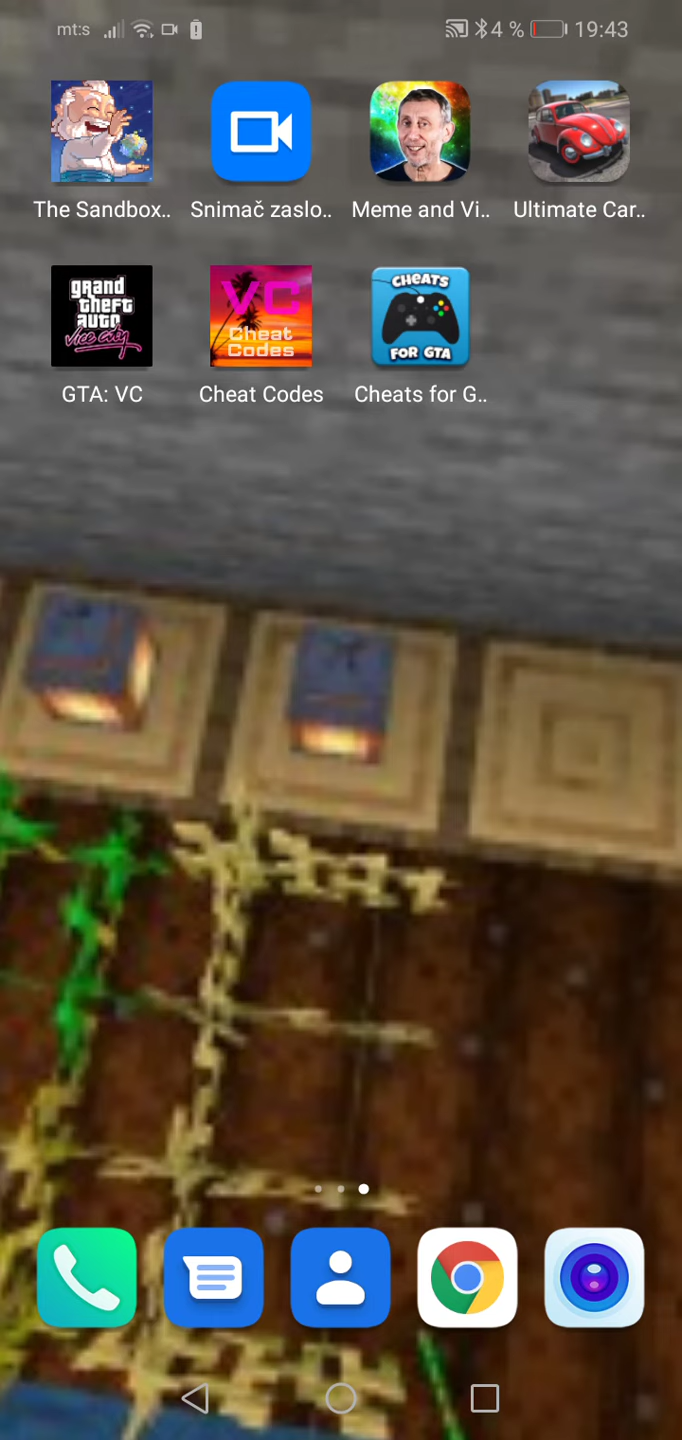 mt:s
4 % 19:43
The Sandbox.. Snimač zaslo.. Meme and Vi.. Ultimate Car..
grand
theft
auto
Vice City
VC
Cheat
Codes
CHEATS
FOR GTA
GTA: VC Cheat Codes Cheats for G..